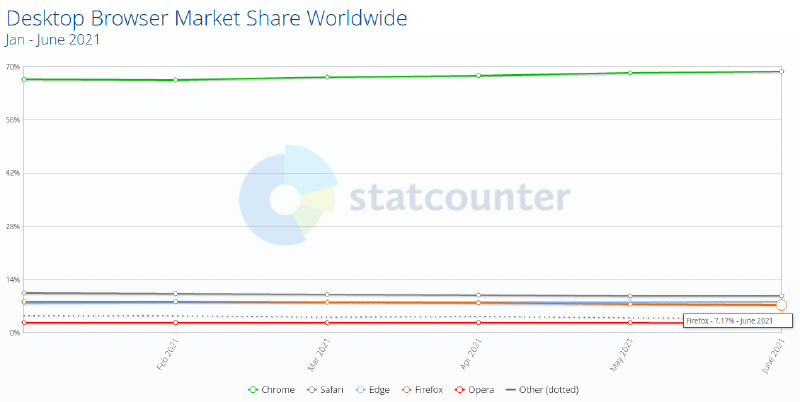 Desktop Browser Market Share Worldwide
Jan - June 2021
70%
56%
42%
28%
14%
0%
statcounter
Firefox - 7.17% - June 2021
Feb 2021
Mar 2021
Apr 2021
May 2021
June 2021
Chrome Safari Edge Firefox Opera Other (dotted)